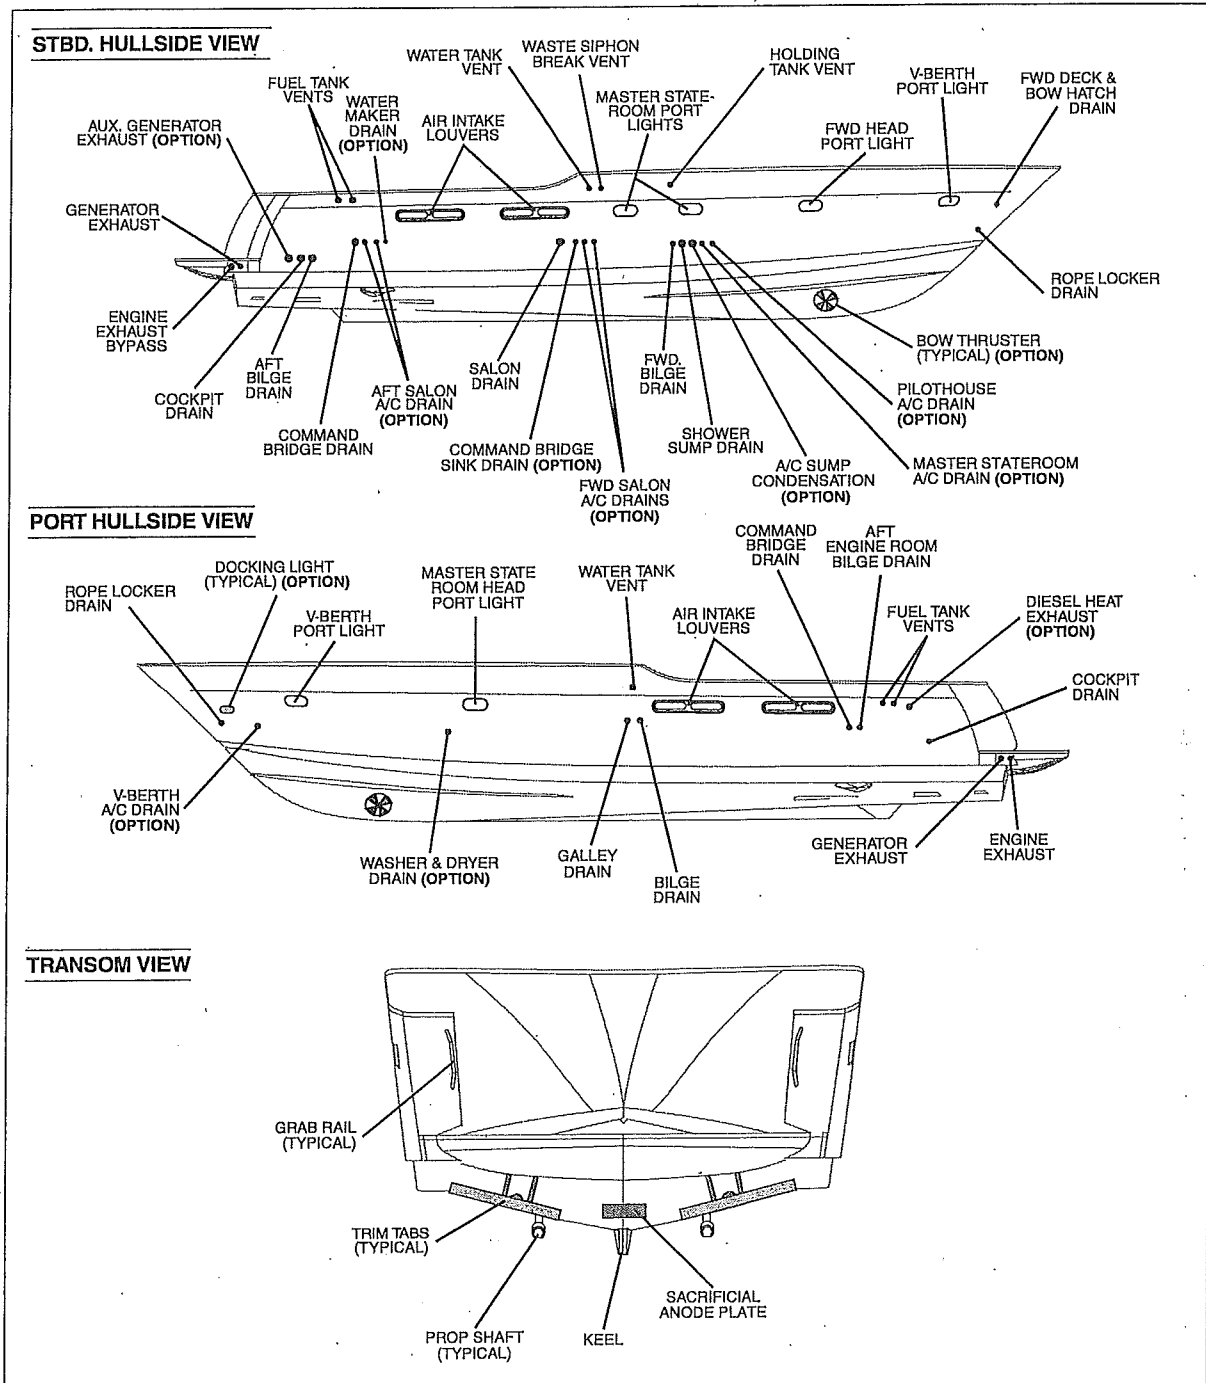 STBD. HULLSIDE VIEW
FUEL TANK
VENTS
WATER
MAKER
DRAIN
(OPTION)
WATER TANK
VENT
WASTE SIPHON
BREAK VENT
HOLDING
TANK VENT
V-BERTH
PORT LIGHT
FWD DECK &
BOW HATCH
DRAIN
AUX. GENERATOR
EXHAUST (OPTION)
AIR INTAKE
LOUVERS
MASTER STATE-
ROOM PORT
LIGHTS
FWD HEAD
PORT LIGHT
GENERATOR
EXHAUST
ENGINE
EXHAUST
BYPASS
COCKPIT
DRAIN
AFT
BILGE
DRAIN
COMMAND
BRIDGE DRAIN
AFT SALON
A/C DRAIN
(OPTION)
SALON
DRAIN
COMMAND BRIDGE
SINK DRAIN (OPTION)
FWD SALON
A/C DRAINS
(OPTION)
FWD.
BILGE
DRAIN
SHOWER
SUMP DRAIN
A/C SUMP
CONDENSATION
(OPTION)
MASTER STATEROOM
A/C DRAIN (OPTION)
PILOTHOUSE
A/C DRAIN
(OPTION)
BOW THRUSTER
(TYPICAL) (OPTION)
ROPE LOCKER
DRAIN
PORT HULLSIDE VIEW
ROPE LOCKER
DRAIN
DOCKING LIGHT
(TYPICAL) (OPTION)
V-BERTH
PORT LIGHT
MASTER STATE
ROOM HEAD
PORT LIGHT
WATER TANK
VENT
AIR INTAKE
LOUVERS
COMMAND
BRIDGE
DRAIN
AFT
ENGINE ROOM
BILGE DRAIN
FUEL TANK
VENTS
DIESEL HEAT
EXHAUST
(OPTION)
COCKPIT
DRAIN
V-BERTH
A/C DRAIN
(OPTION)
WASHER & DRYER
DRAIN (OPTION)
GALLEY
DRAIN
BILGE
DRAIN
GENERATOR
EXHAUST
ENGINE
EXHAUST
TRANSOM VIEW
GRAB RAIL
(TYPICAL)
TRIM TABS
(TYPICAL)
PROP SHAFT
(TYPICAL)
KEEL
SACRIFICIAL
ANODE PLATE